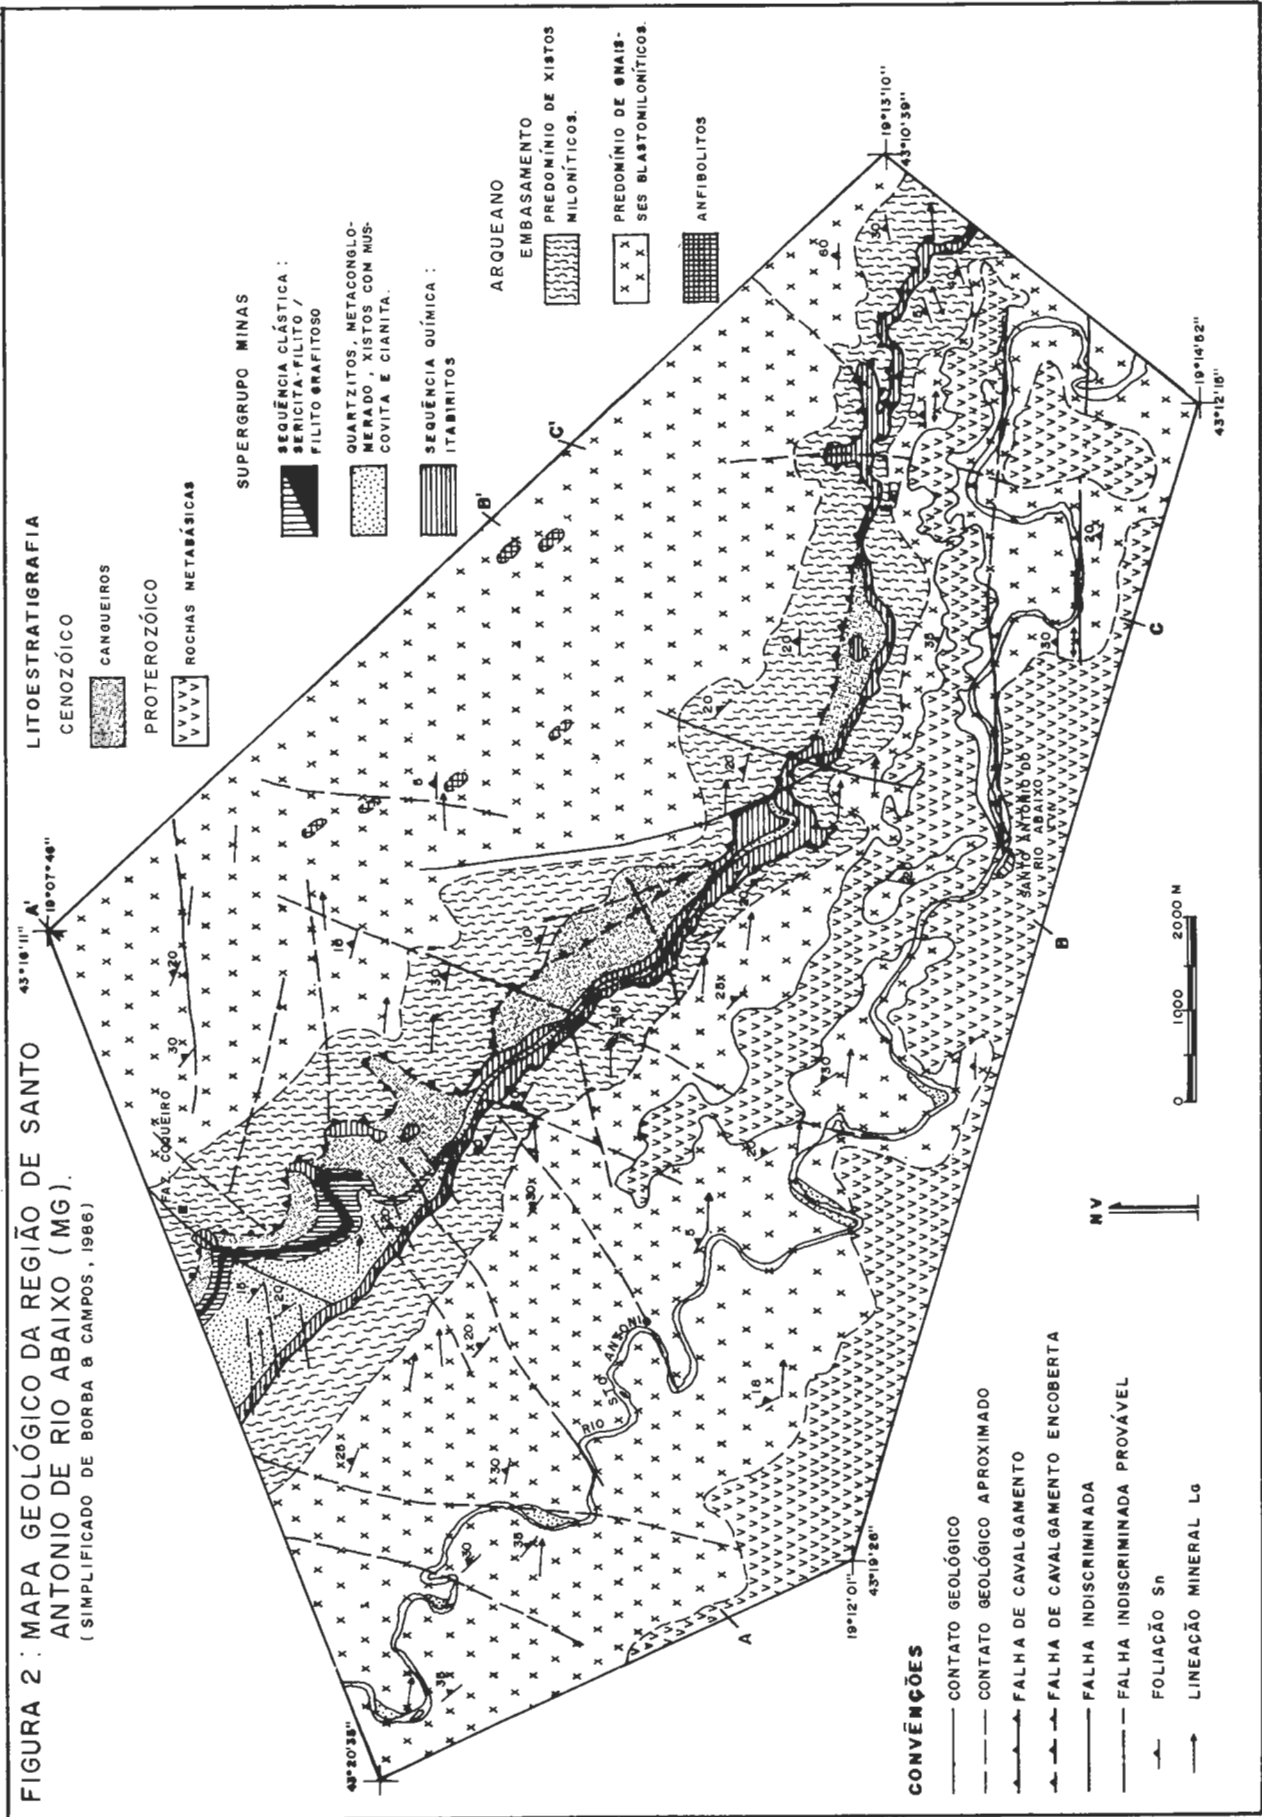 FIGURA 2: MAPA GEOLÓGICO DA REGIÃO DE SANTO
ANTONIO DE RIO ABAIXO (MG).
(SIMPLIFICADO DE BORBA & CAMPOS, 1986)
LITOESTRATIGRAFIA
CENOZÓICO
CANGUEIROS
PROTEROZÓICO
ROCHAS METABÁSICAS
SUPERGRUPO MINAS
SEQUÊNCIA CLÁSTICA:
SERICITA-FILITO /
FILITO GRAFITOSO
QUARTZITOS, METACONGLO-
MERADO, XISTOS COM MUS-
COVITA E CIANITA.
SEQUÊNCIA QUÍMICA:
ITABIRITOS
ARQUEANO
EMBASAMENTO
PREDOMÍNIO DE XISTOS
MILONÍTICOS.
PREDOMÍNIO DE GNAIS-
SES BLASTOMILONÍTICOS.
ANFIBOLITOS
43°16'11"
A'
19°07'46"
B'
C'
19°13'10"
43°10'39"
19°14'52"
43°12'16"
43°20'35"
19°12'01"
43°19'26"
A
B
C
FAZ. COQUEIRO
RIO STO ANTONIO
SANTO ANTONIO DO
RIO ABAIXO
NV
0 1000 2000 M
CONVENÇÕES
CONTATO GEOLÓGICO
CONTATO GEOLÓGICO APROXIMADO
FALHA DE CAVALGAMENTO
FALHA DE CAVALGAMENTO ENCOBERTA
FALHA INDISCRIMINADA
FALHA INDISCRIMINADA PROVÁVEL
FOLIAÇÃO Sn
LINEAÇÃO MINERAL La